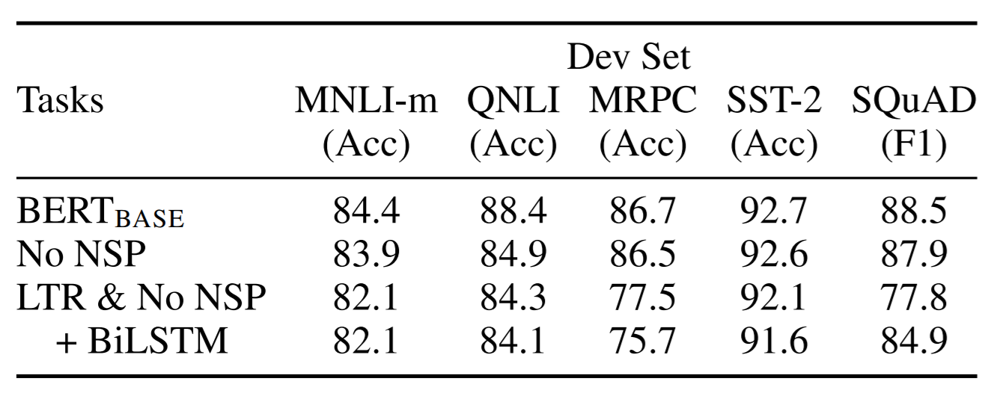 Dev Set
Tasks MNLI-m QNLI MRPC SST-2 SQuAD
(Acc) (Acc) (Acc) (Acc) (F1)
BERTBASE 84.4 88.4 86.7 92.7 88.5
No NSP 83.9 84.9 86.5 92.6 87.9
LTR & No NSP 82.1 84.3 77.5 92.1 77.8
+ BiLSTM 82.1 84.1 75.7 91.6 84.9